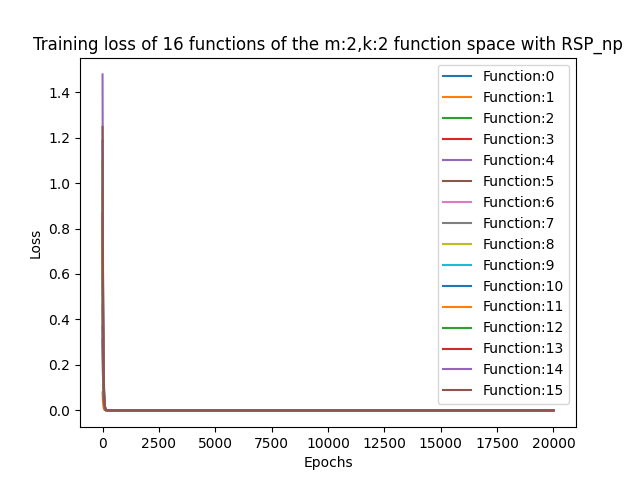 Training loss of 16 functions of the m:2,k:2 function space with RSP_np
1.4
1.2
1.0
0.8
0.6
0.4
0.2
0.0
Loss
Function:0
Function:1
Function:2
Function:3
Function:4
Function:5
Function:6
Function:7
Function:8
Function:9
Function:10
Function:11
Function:12
Function:13
Function:14
Function:15
0 2500 5000 7500 10000 12500 15000 17500 20000
Epochs